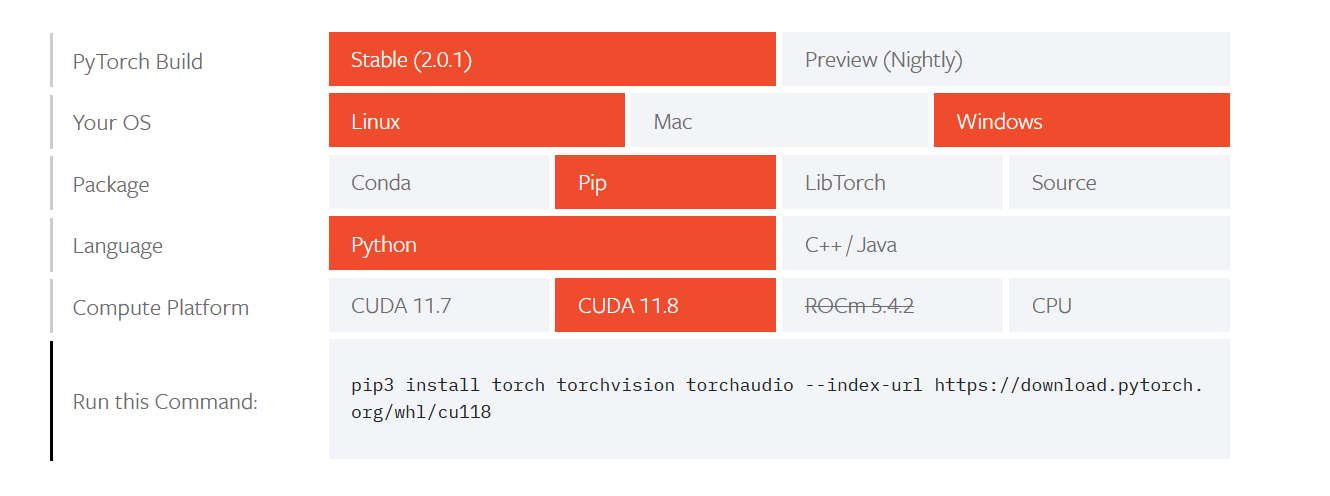 PyTorch Build
Stable (2.0.1)
Preview (Nightly)
Your OS
Linux
Mac
Windows
Package
Conda
Pip
LibTorch
Source
Language
Python
C++ / Java
Compute Platform
CUDA 11.7
CUDA 11.8
ROCm 5.4.2
CPU
Run this Command:
pip3 install torch torchvision torchaudio --index-url https://download.pytorch.
org/whl/cu118